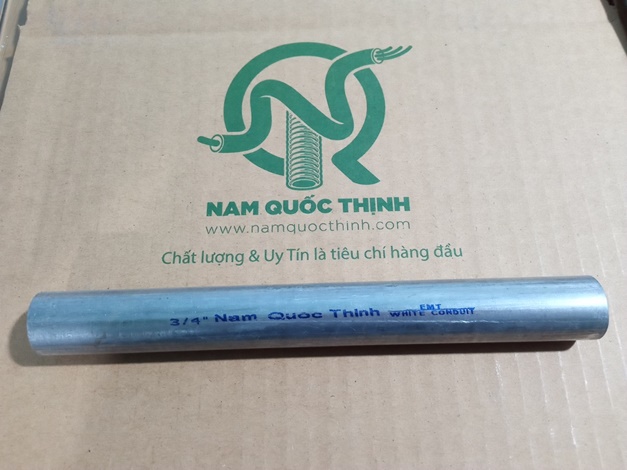 NAM QUỐC THỊNH
www.namquocthinh.com
Chất lượng & Uy Tín là tiêu chí hàng đầu
3/4" Nam Quoc Thinh EMT
WHITE CONDUIT